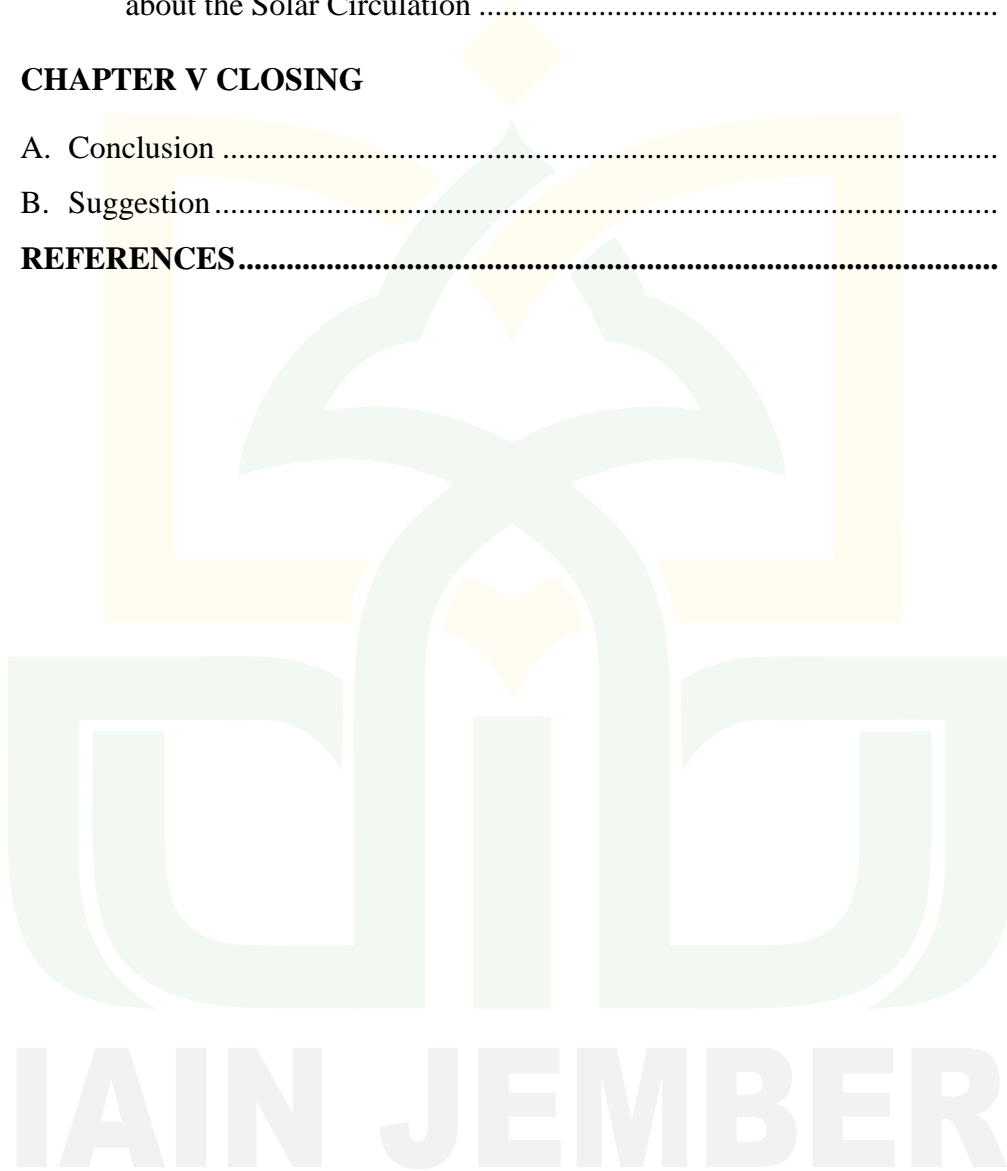 about the Solar Circulation ................................................................
CHAPTER V CLOSING
A. Conclusion ................................................................................................
B. Suggestion .................................................................................................
REFERENCES ..............................................................................................
IAIN JEMBER